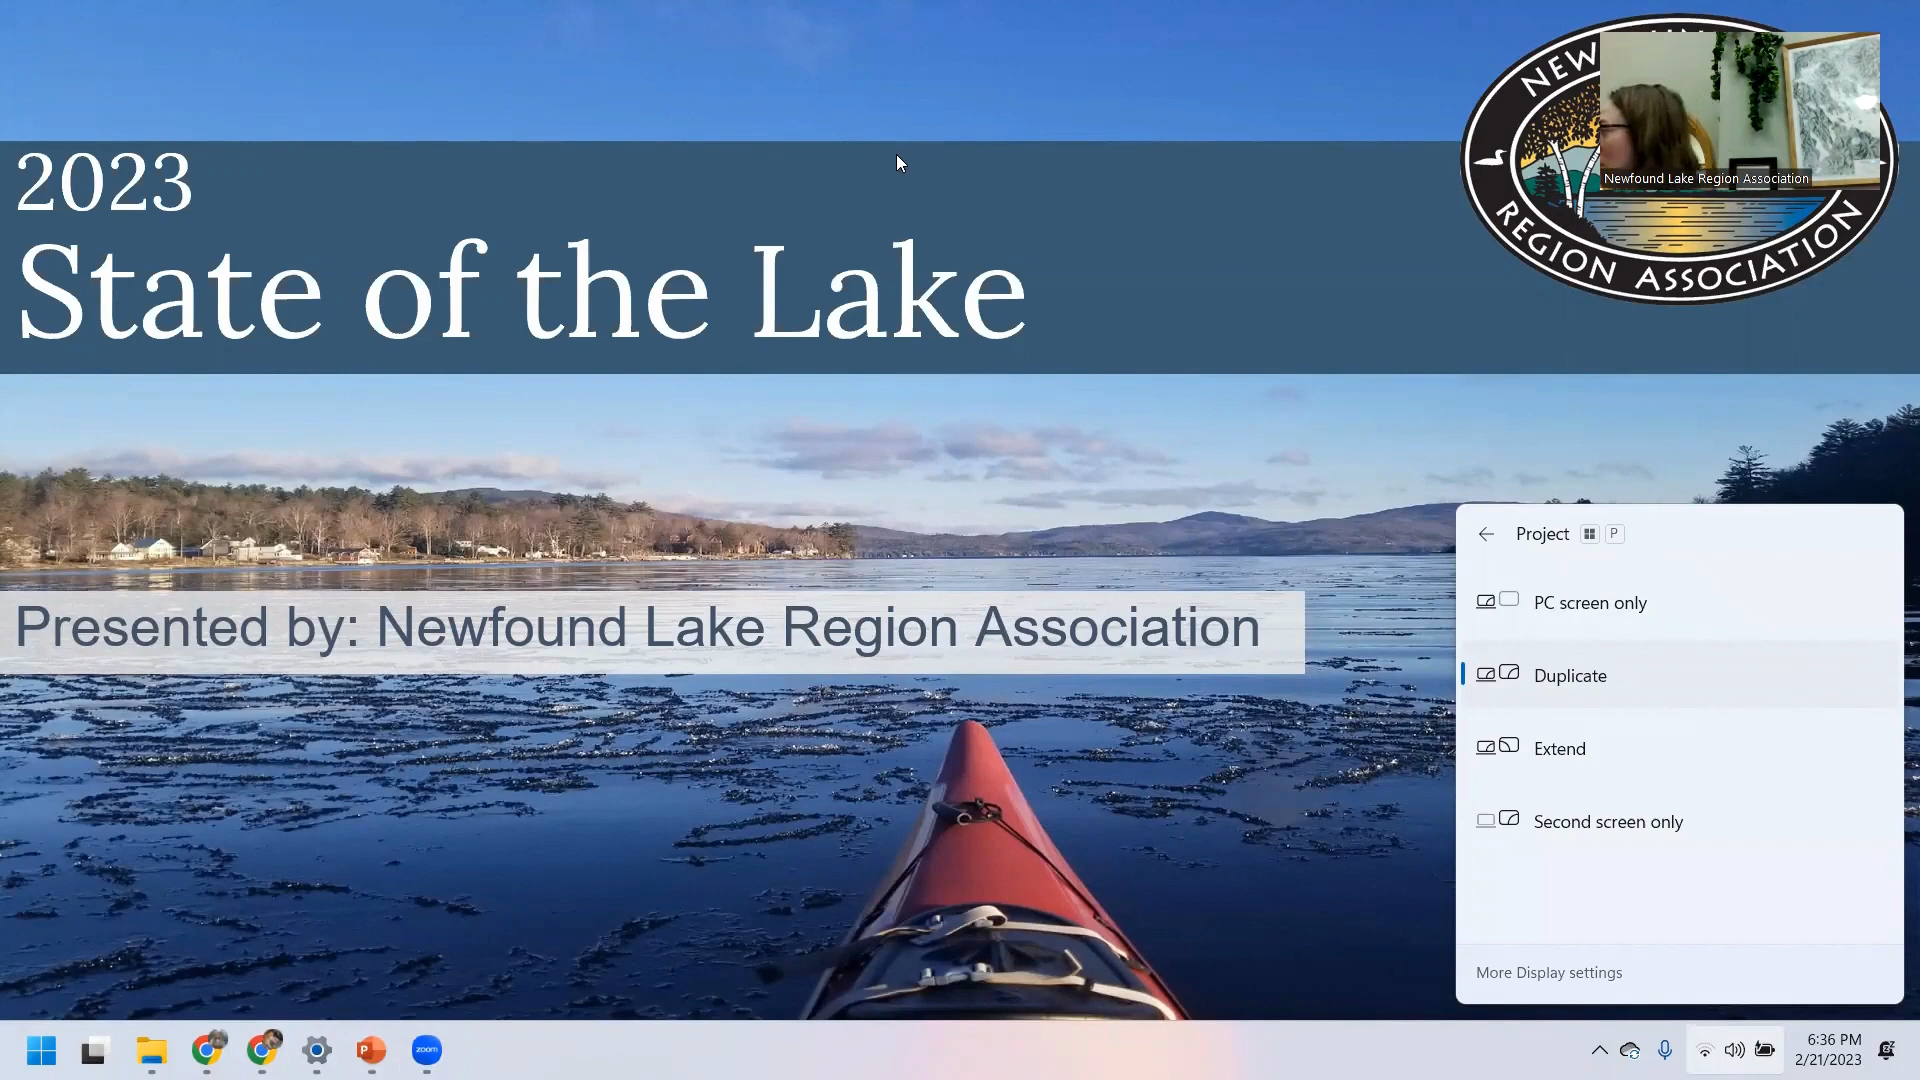 2023
State of the Lake
NEW
REGION ASSOCIATION
Newfound Lake Region Association
Presented by: Newfound Lake Region Association
Project P
PC screen only
Duplicate
Extend
Second screen only
More Display settings
P
zoom
6:36 PM
2/21/2023